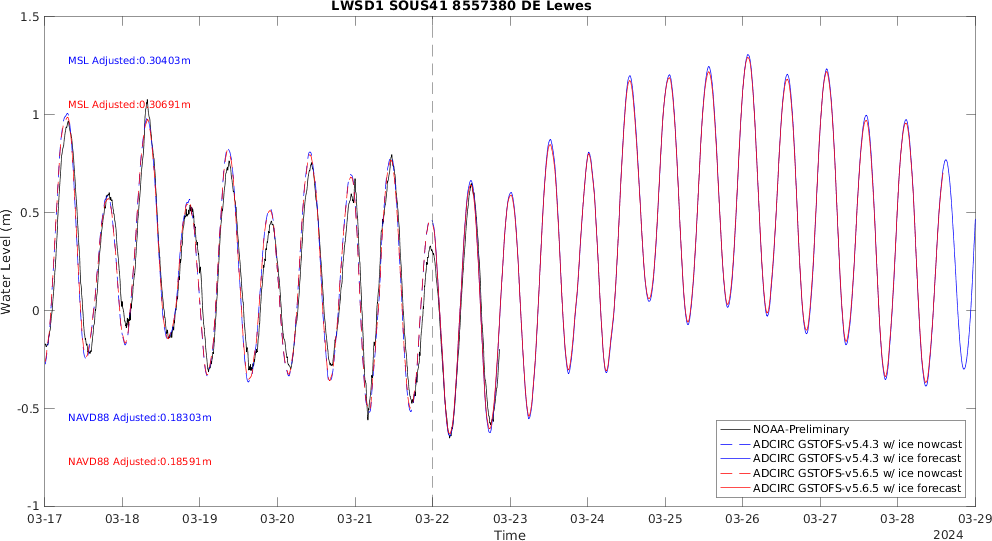 LWSD1 SOUS41 8557380 DE Lewes
1.5
1
0.5
0
-0.5
-1
Water Level (m)
MSL Adjusted:0.30403m
MSL Adjusted:0.30691m
NAVD88 Adjusted:0.18303m
NAVD88 Adjusted:0.18591m
NOAA-Preliminary
ADCIRC GSTOFS-v5.4.3 w/ ice nowcast
ADCIRC GSTOFS-v5.4.3 w/ ice forecast
ADCIRC GSTOFS-v5.6.5 w/ ice nowcast
ADCIRC GSTOFS-v5.6.5 w/ ice forecast
03-17 03-18 03-19 03-20 03-21 03-22 03-23 03-24 03-25 03-26 03-27 03-28 03-29
Time
2024